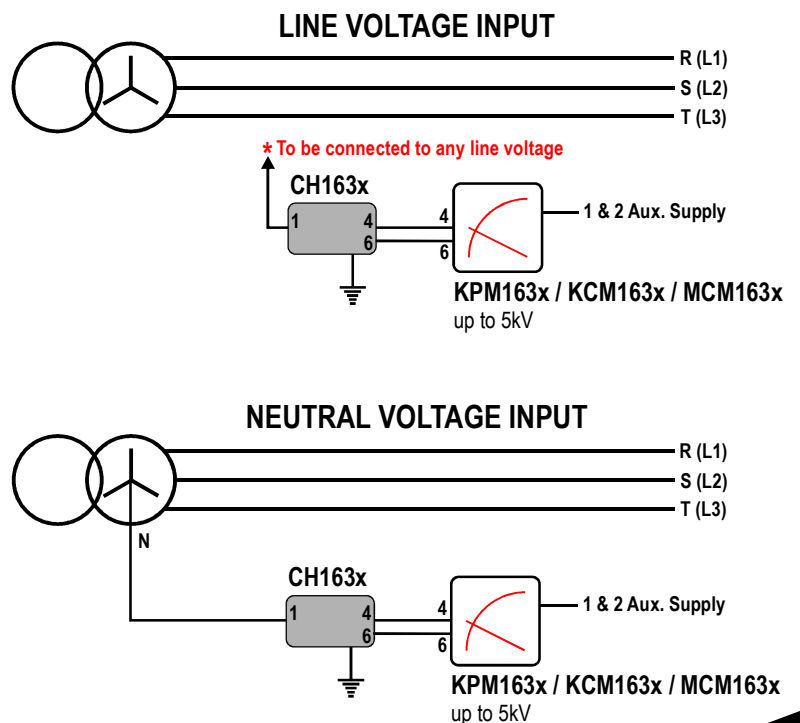 LINE VOLTAGE INPUT
R (L1)
S (L2)
T (L3)
* To be connected to any line voltage
CH163x
1 4 4 1 & 2 Aux. Supply
6 6
KPM163x / KCM163x / MCM163x
up to 5kV
NEUTRAL VOLTAGE INPUT
R (L1)
S (L2)
T (L3)
N
CH163x
1 4 4 1 & 2 Aux. Supply
6 6
KPM163x / KCM163x / MCM163x
up to 5kV